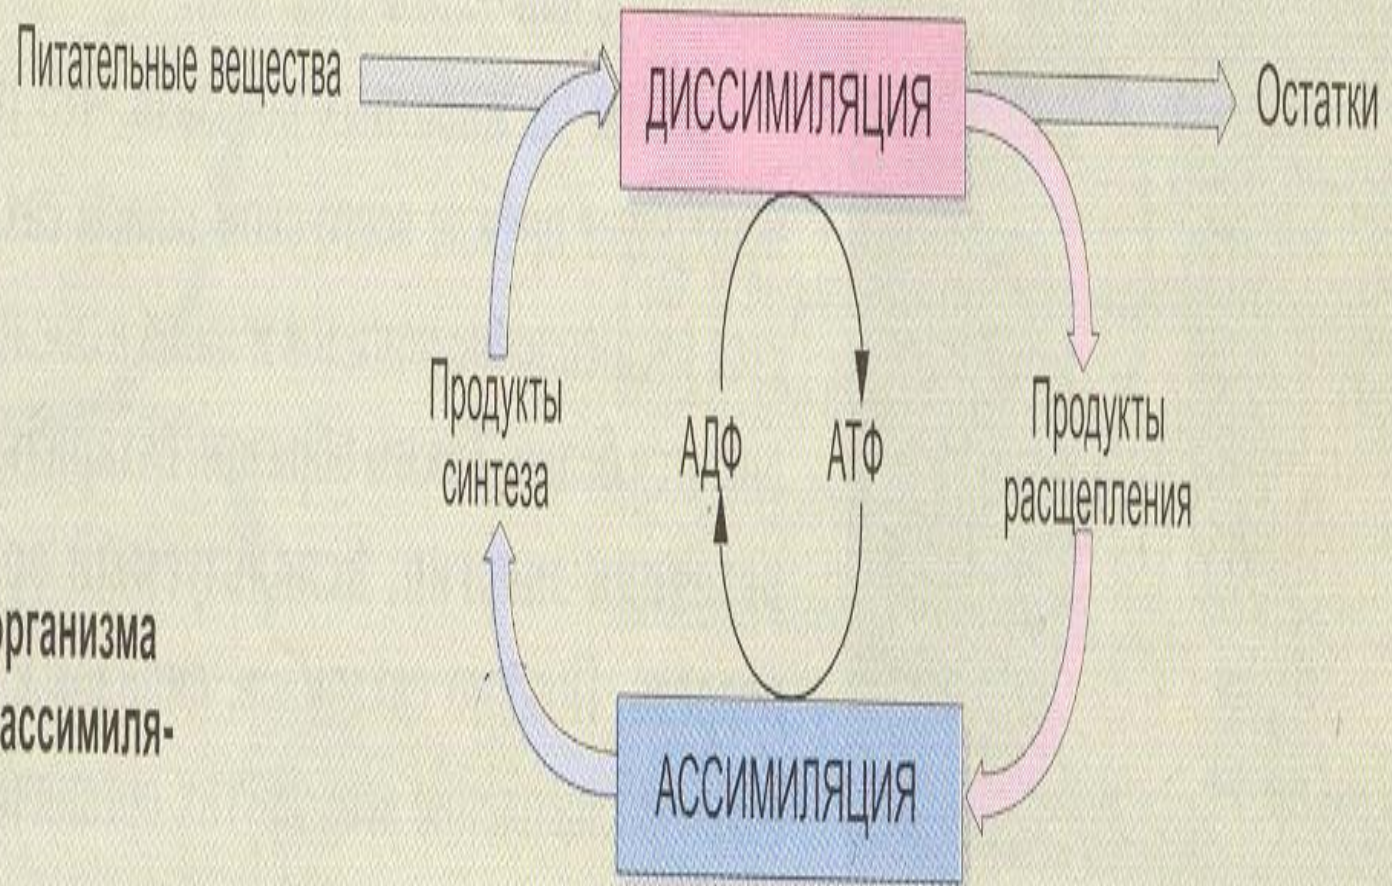 Питательные вещества
ДИССИМИЛЯЦИЯ
Остатки
Продукты
синтеза
АДФ
АТФ
Продукты
расщепления
организма
ассимиля-
АССИМИЛЯЦИЯ